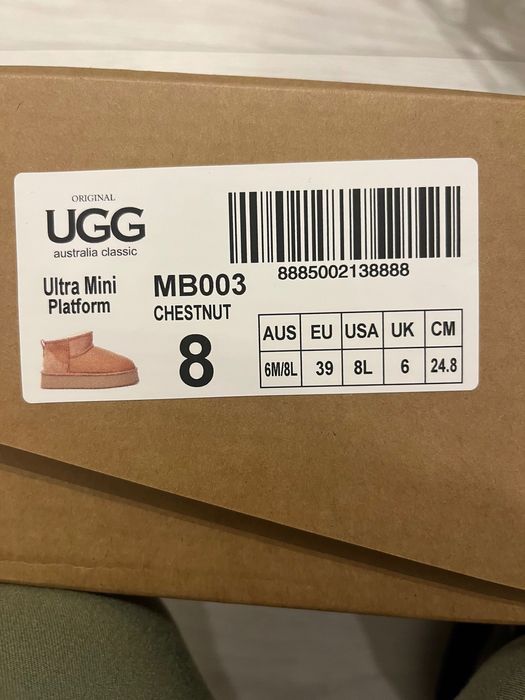 ORIGINAL
UGG
australia classic
8885002138888
Ultra Mini
Platform
MB003
CHESTNUT
8
AUS EU USA UK CM
6M/8L 39 8L 6 24.8